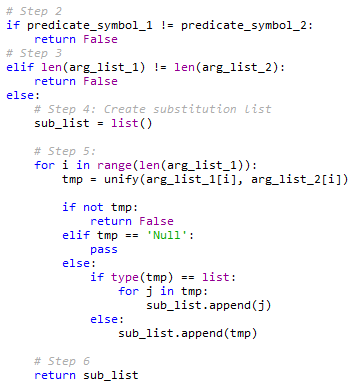 # Step 2
if predicate_symbol_1 != predicate_symbol_2:
    return False
# Step 3
elif len(arg_list_1) != len(arg_list_2):
    return False
else:
    # Step 4: Create substitution list
    sub_list = list()

    # Step 5:
    for i in range(len(arg_list_1)):
        tmp = unify(arg_list_1[i], arg_list_2[i])

        if not tmp:
            return False
        elif tmp == 'Null':
            pass
        else:
            if type(tmp) == list:
                for j in tmp:
                    sub_list.append(j)
            else:
                sub_list.append(tmp)

    # Step 6
    return sub_list